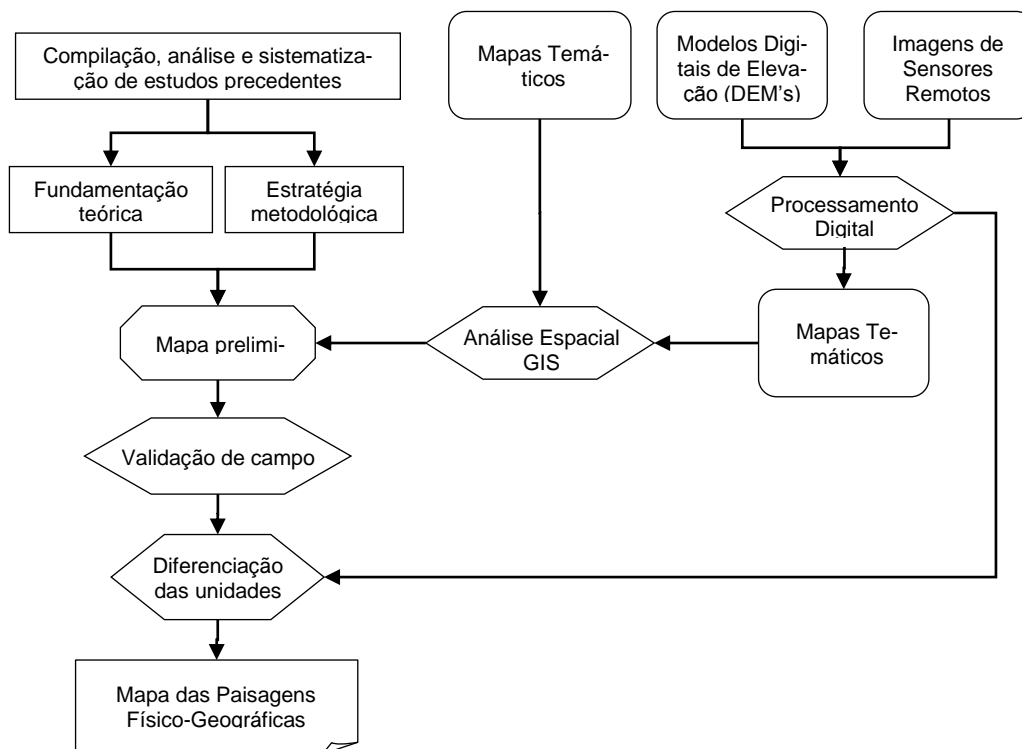 Compilação, análise e sistematiza-
ção de estudos precedentes
Mapas Temá-
ticos
Modelos Digi-
tais de Eleva-
ção (DEM's)
Imagens de
Sensores
Remotos
Fundamentação
teórica
Estratégia
metodológica
Processamento
Digital
Mapa prelimi-
Análise Espacial
GIS
Mapas Te-
máticos
Validação de campo
Diferenciação
das unidades
Mapa das Paisagens
Físico-Geográficas